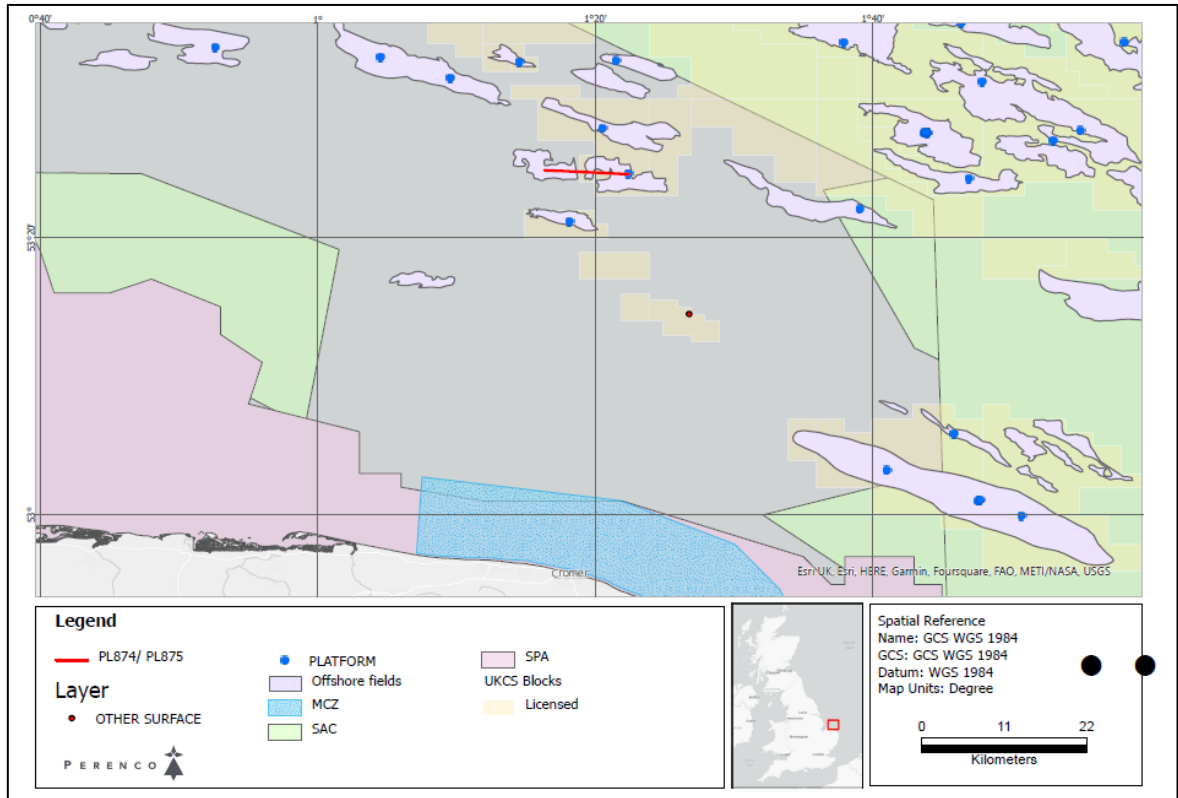 0°40' 1° 1°20' 1°40'
53°20'
53°
Cromer
Esri UK, Esri, HERE, Garmin, Foursquare, FAO, METI/NASA, USGS
Legend
PL874/ PL875
Layer
OTHER SURFACE
PERENCO
PLATFORM
Offshore fields
MCZ
SAC
SPA
UKCS Blocks
Licensed
Spatial Reference
Name: GCS WGS 1984
GCS: GCS WGS 1984
Datum: WGS 1984
Map Units: Degree
0 11 22
Kilometers